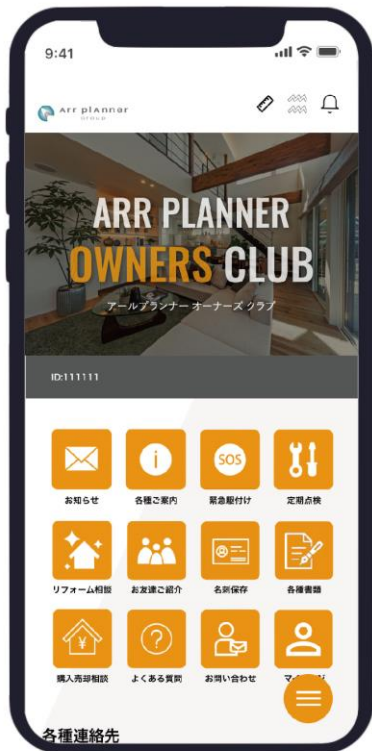 9:41
Arr plAnner
GROUP
ARR PLANNER
OWNERS CLUB
アールプランナー オーナーズ クラブ
ID:111111
お知らせ
各種ご案内
SOS
緊急駆付け
定期点検
リフォーム相談
お友達ご紹介
名刺保存
各種書類
購入売却相談
よくある質問
お問い合わせ
各種連絡先